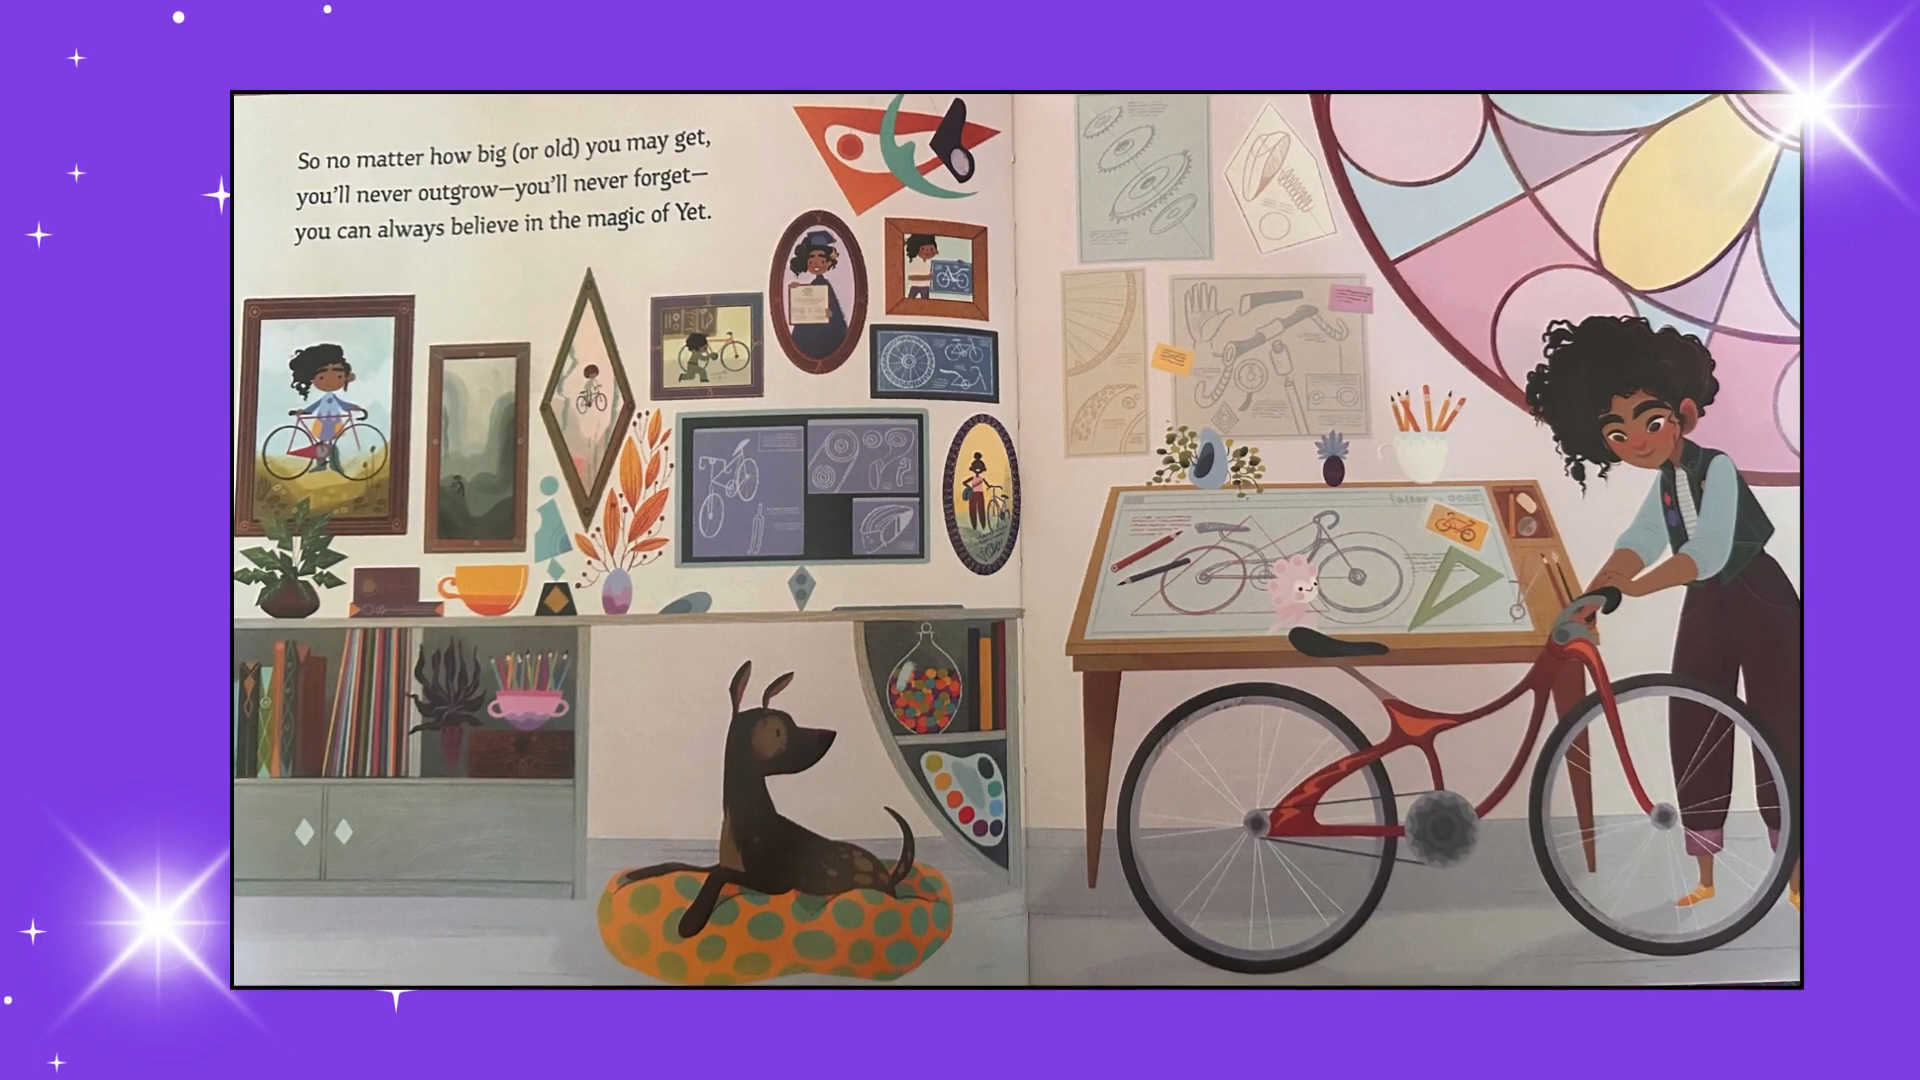 So no matter how big (or old) you may get,
you'll never outgrow—you'll never forget—
you can always believe in the magic of Yet.